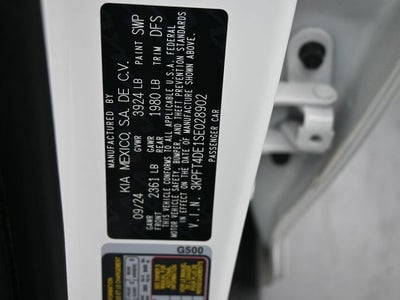 MANUFACTURED BY
KIA MEXICO, S.A. DE C.V.
09/24 GVWR 3924 LB PAINT SWP
GAWR FRONT 2361 LB GAWR REAR 1980 LB TRIM DFS
THIS VEHICLE CONFORMS TO ALL APPLICABLE U.S.A. FEDERAL
MOTOR VEHICLE SAFETY, BUMPER, AND THEFT PREVENTION STANDARDS
IN EFFECT ON THE DATE OF MANUFACTURE SHOWN ABOVE.
V.I.N. 3KPFT4DE1SE028902
PASSENGER CAR
G500